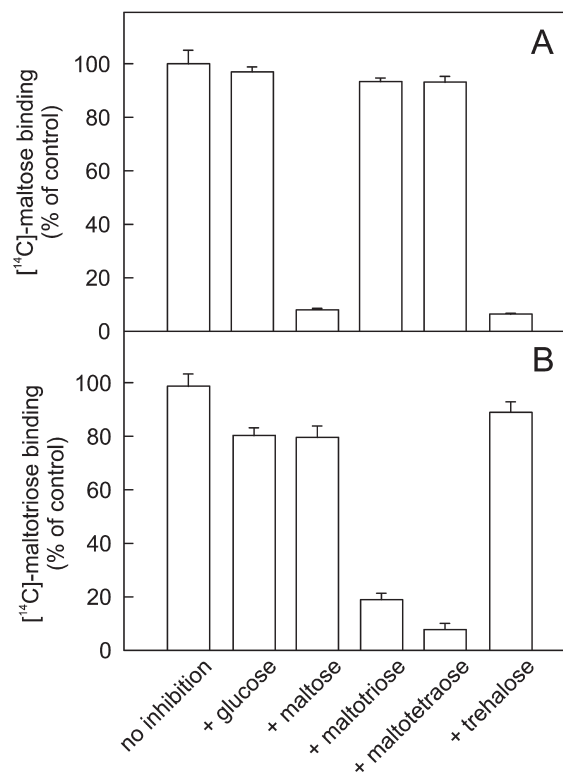 A
[¹⁴C]-maltose binding
(% of control)
100
80
60
40
20
0
B
[¹⁴C]-maltotriose binding
(% of control)
100
80
60
40
20
0
no inhibition
+ glucose
+ maltose
+ maltotriose
+ maltotetraose
+ trehalose